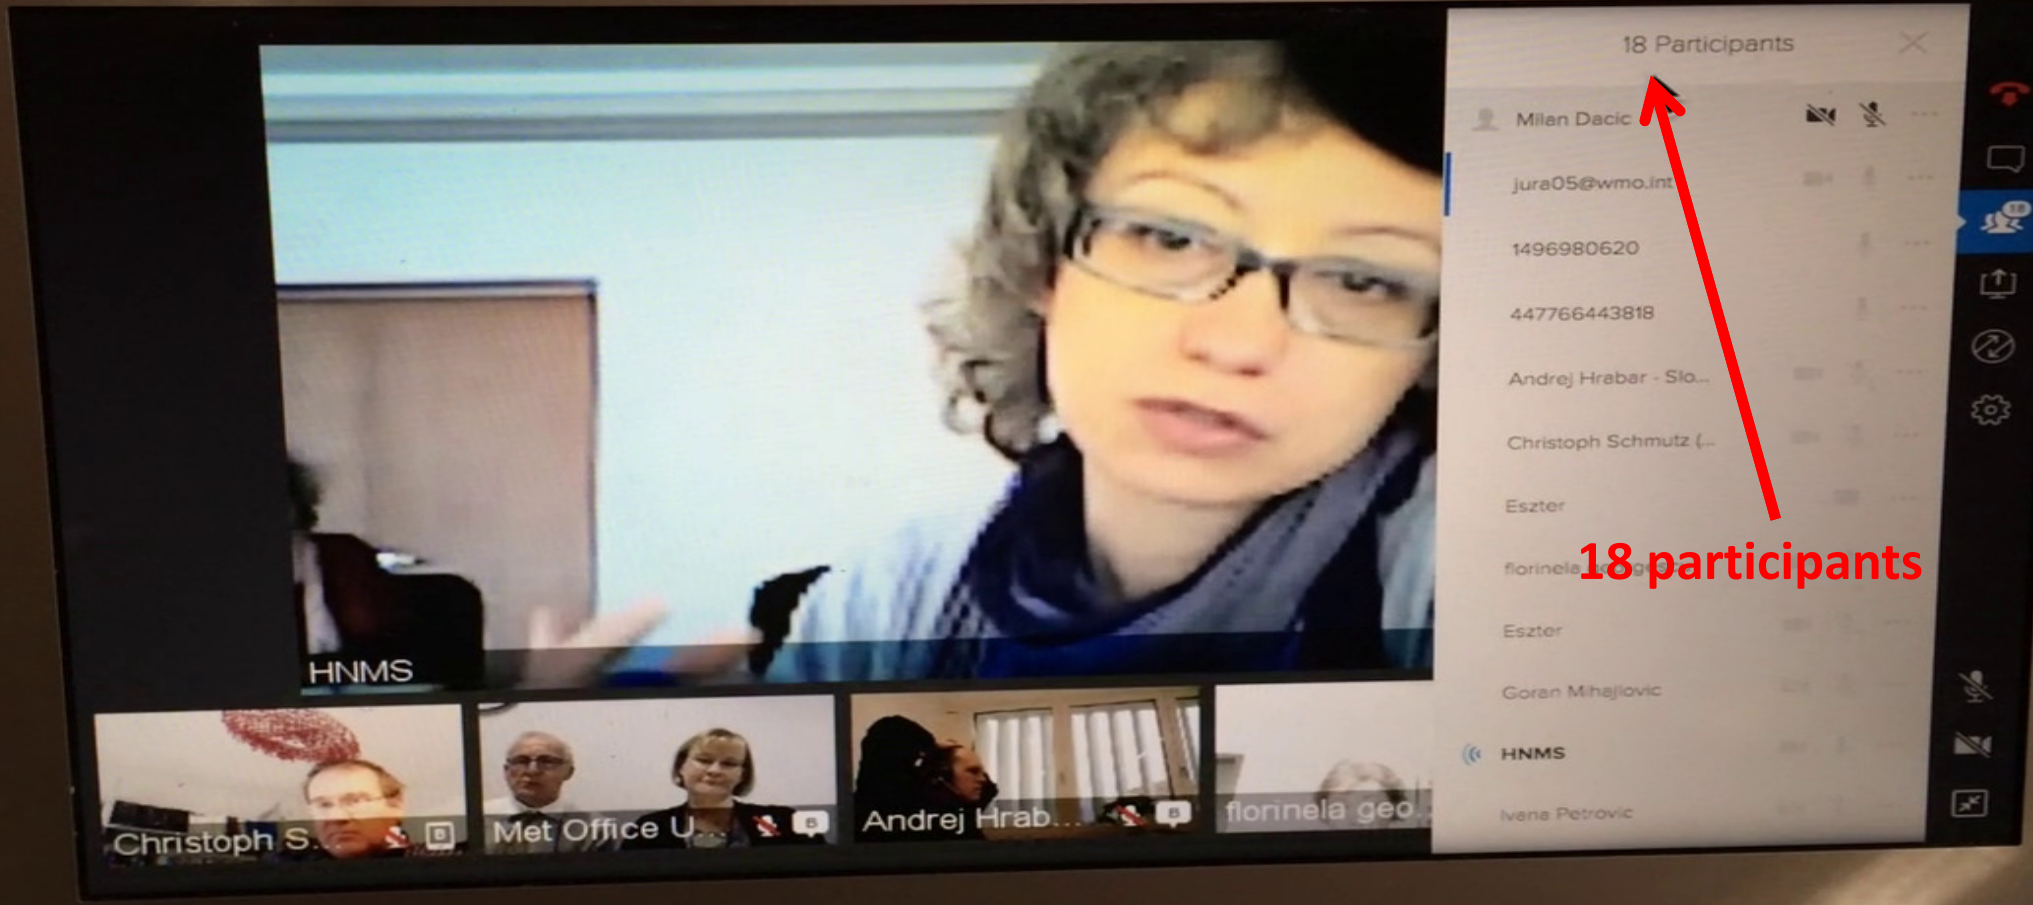 18 Participants
Milan Dacic
jura05@wmo.int
18
1496980620
447766443818
Andrej Hrabar - Slo...
Christoph Schmutz (...
Eszter
florinela
18 participants
Eszter
Goran Mihajlovic
HNMS
Ivana Petrovic
HNMS
Christoph S...
B
Met Office U...
B
Andrej Hrab...
B
florinela geo...